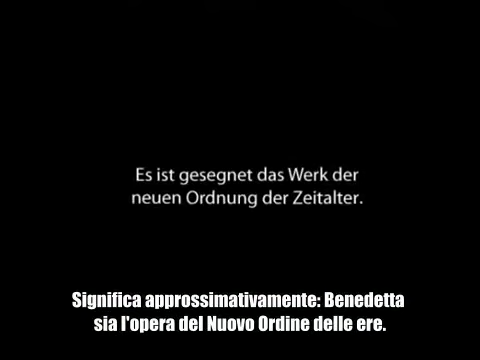 Es ist gesegnet das Werk der
neuen Ordnung der Zeitalter.
Significa approssimativamente: Benedetta
sia l'opera del Nuovo Ordine delle ere.